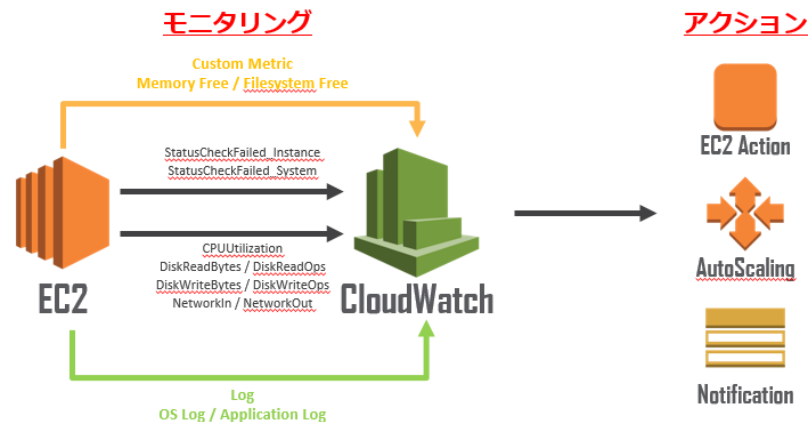 モニタリング
アクション
Custom Metric
Memory Free / Filesystem Free
StatusCheckFailed_Instance
StatusCheckFailed_System
CPUUtilization
DiskReadBytes / DiskReadOps
DiskWriteBytes / DiskWriteOps
NetworkIn / NetworkOut
EC2
CloudWatch
Log
OS Log / Application Log
EC2 Action
AutoScaling
Notification